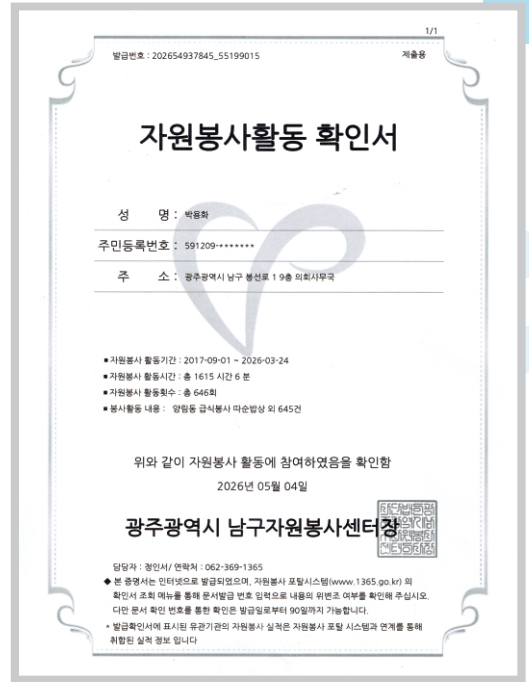 1/1
발급번호 : 202654937845_55199015
제출용
자원봉사활동 확인서
성 명 : 박용화
주민등록번호 : 591209-*******
주 소 : 광주광역시 남구 봉선로 1 9층 의회사무국
■ 자원봉사 활동기간 : 2017-09-01 ~ 2026-03-24
■ 자원봉사 활동시간 : 총 1615 시간 6 분
■ 자원봉사 활동횟수 : 총 646회
■ 봉사활동 내용 : 양림동 급식봉사 따순밥상 외 645건
위와 같이 자원봉사 활동에 참여하였음을 확인함
2026년 05월 04일
광주광역시 남구자원봉사센터장
담당자 : 정인서/ 연락처 : 062-369-1365
◆ 본 증명서는 인터넷으로 발급되었으며, 자원봉사 포탈시스템(www.1365.go.kr) 의
확인서 조회 메뉴를 통해 문서발급 번호 입력으로 내용의 위변조 여부를 확인해 주십시오.
다만 문서 확인 번호를 통한 확인은 발급일로부터 90일까지 가능합니다.
* 발급확인서에 표시된 유관기관의 자원봉사 실적은 자원봉사 포탈 시스템과 연계를 통해
취합된 실적 정보 입니다